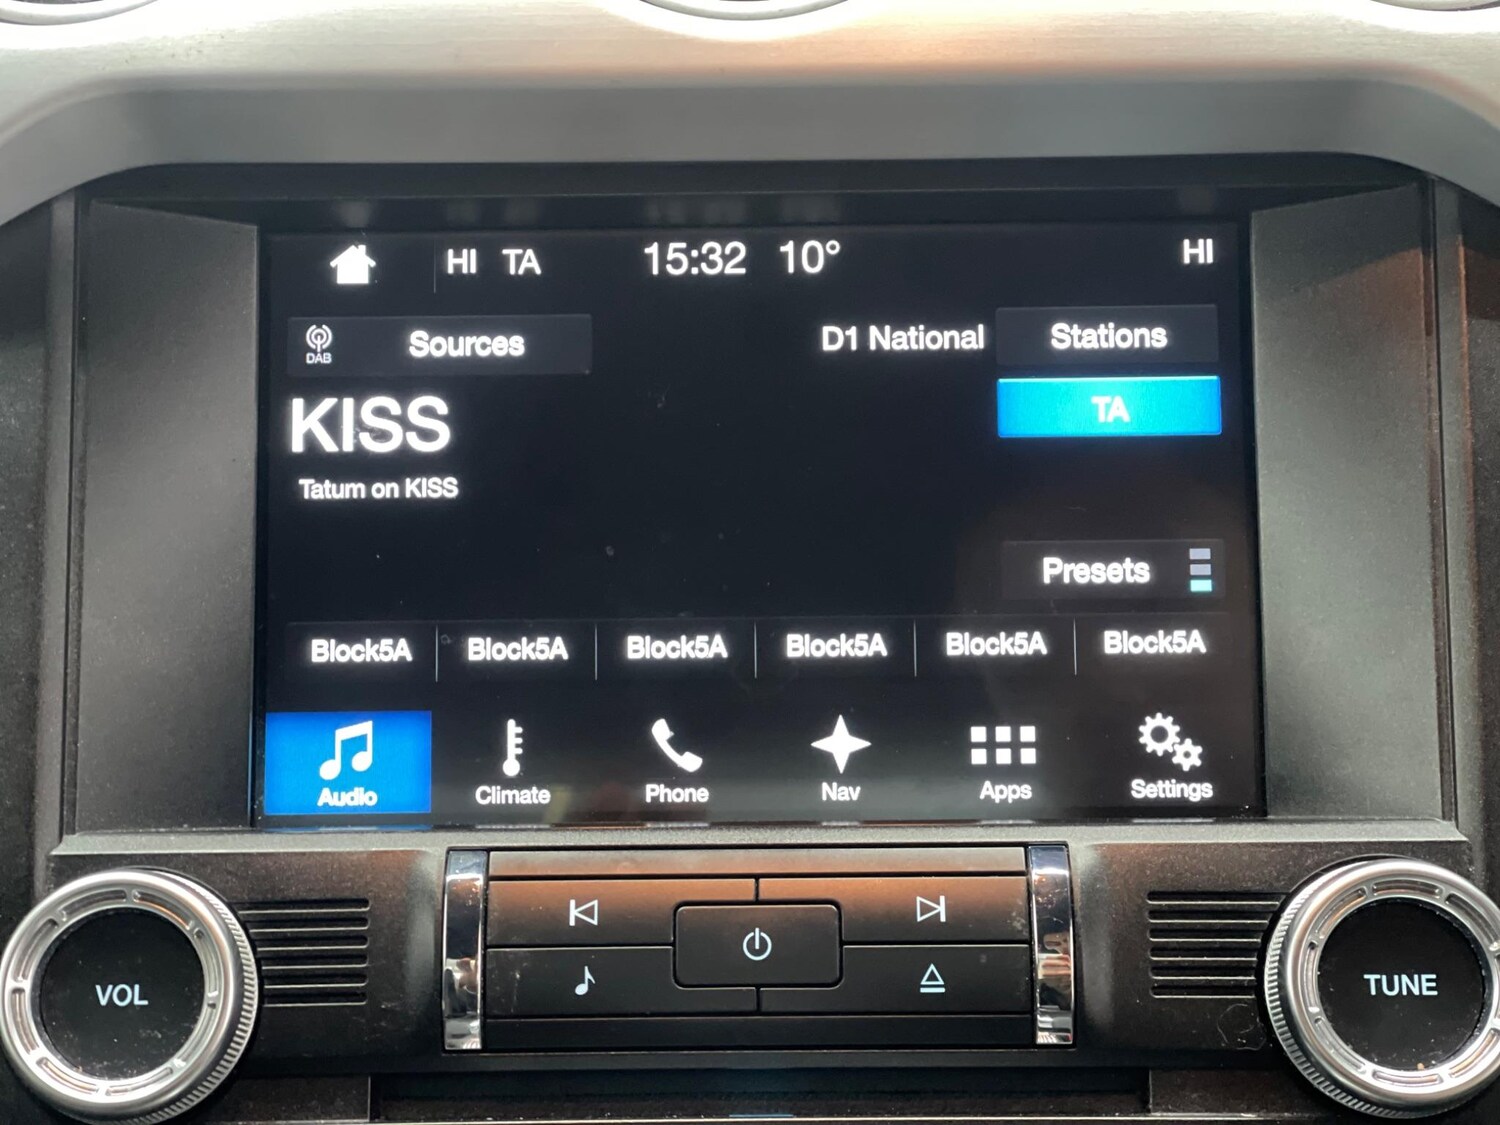 HI TA 15:32 10° HI
DAB Sources D1 National Stations
KISS TA
Tatum on KISS
Presets
Block5A Block5A Block5A Block5A Block5A Block5A
Audio Climate Phone Nav Apps Settings
VOL TUNE